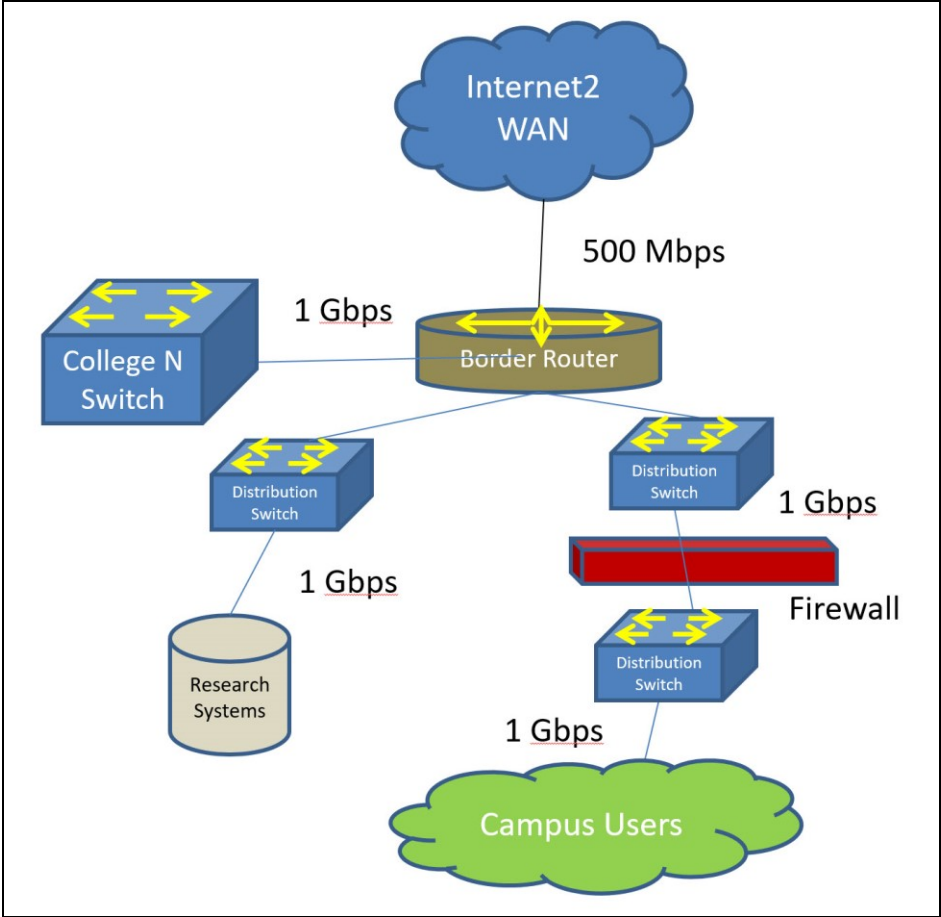 Internet2
WAN
500 Mbps
1 Gbps
College N
Switch
Border Router
Distribution
Switch
Distribution
Switch
1 Gbps
1 Gbps
Firewall
Research
Systems
Distribution
Switch
1 Gbps
Campus Users